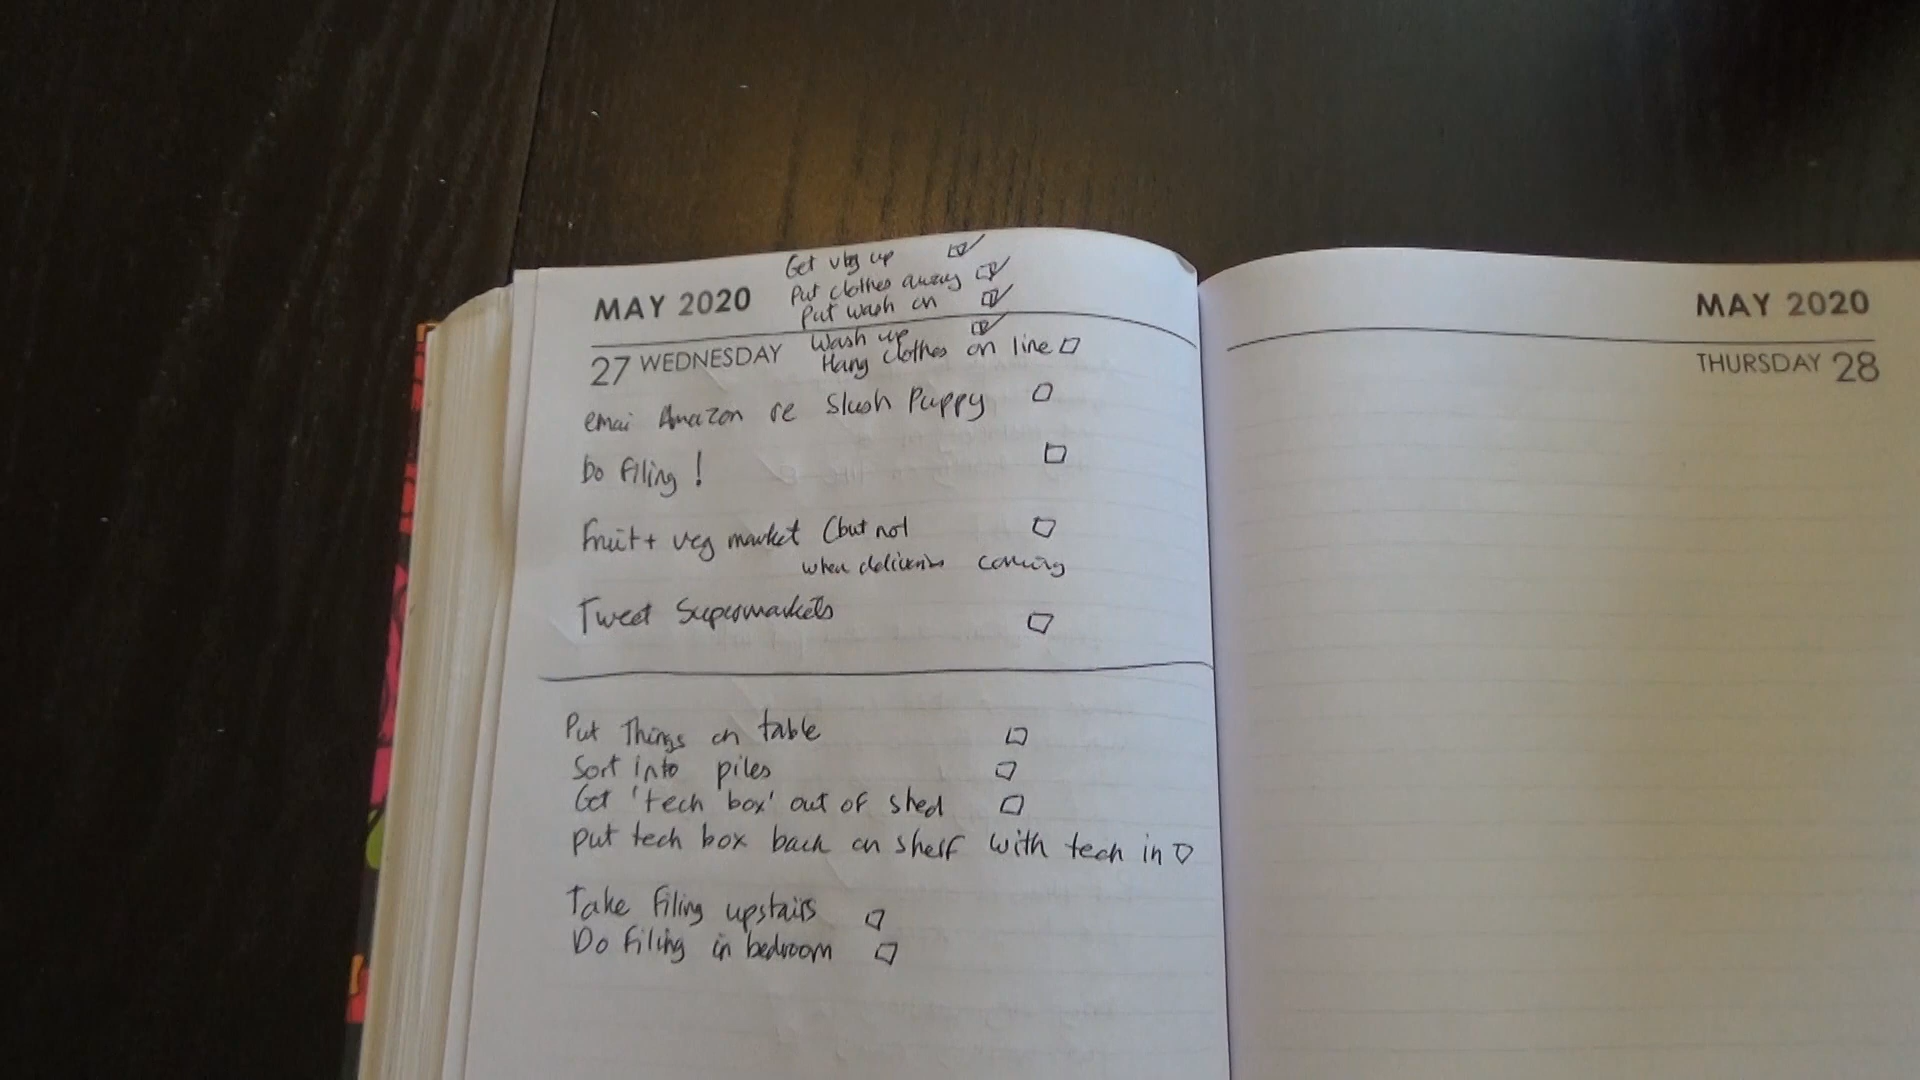 Get vlog up
Put clothes away
MAY 2020
Put wash on
Wash up
27 WEDNESDAY
Hang clothes on line
emai Amazon re Slush Puppy
Do filing!
Fruit + veg market (but not
when deliveries coming
Tweet Supermarkets
Put Things on table
Sort into piles
Get 'tech box' out of shed
put tech box back on shelf with tech in
Take filing upstairs
Do filing in bedroom
MAY 2020
THURSDAY 28